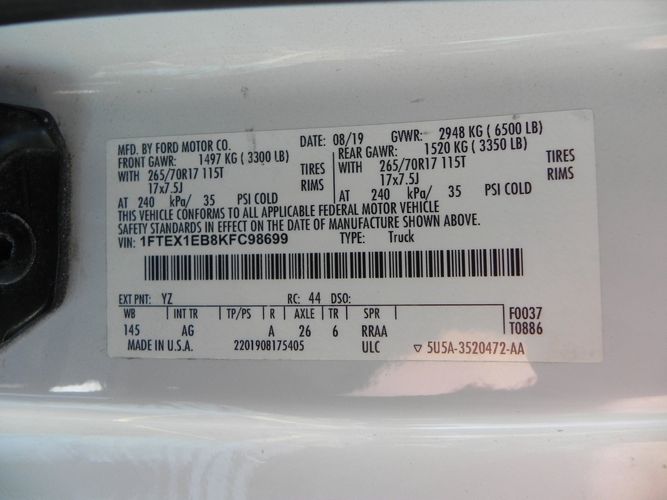 MFD. BY FORD MOTOR CO. DATE: 08/19 GVWR: 2948 KG ( 6500 LB)
FRONT GAWR: 1497 KG ( 3300 LB) REAR GAWR: 1520 KG ( 3350 LB)
WITH 265/70R17 115T TIRES WITH 265/70R17 115T TIRES
17x7.5J RIMS 17x7.5J RIMS
AT 240 kPa/ 35 PSI COLD AT 240 kPa/ 35 PSI COLD
THIS VEHICLE CONFORMS TO ALL APPLICABLE FEDERAL MOTOR VEHICLE
SAFETY STANDARDS IN EFFECT ON THE DATE OF MANUFACTURE SHOWN ABOVE.
VIN: 1FTEX1EB8KFC98699 TYPE: Truck
EXT PNT: YZ RC: 44 DSO:
WB INT TR TP/PS R AXLE TR SPR F0037
145 AG A 26 6 RRAA T0886
MADE IN U.S.A. 2201908175405 ULC ▽ 5U5A-3520472-AA